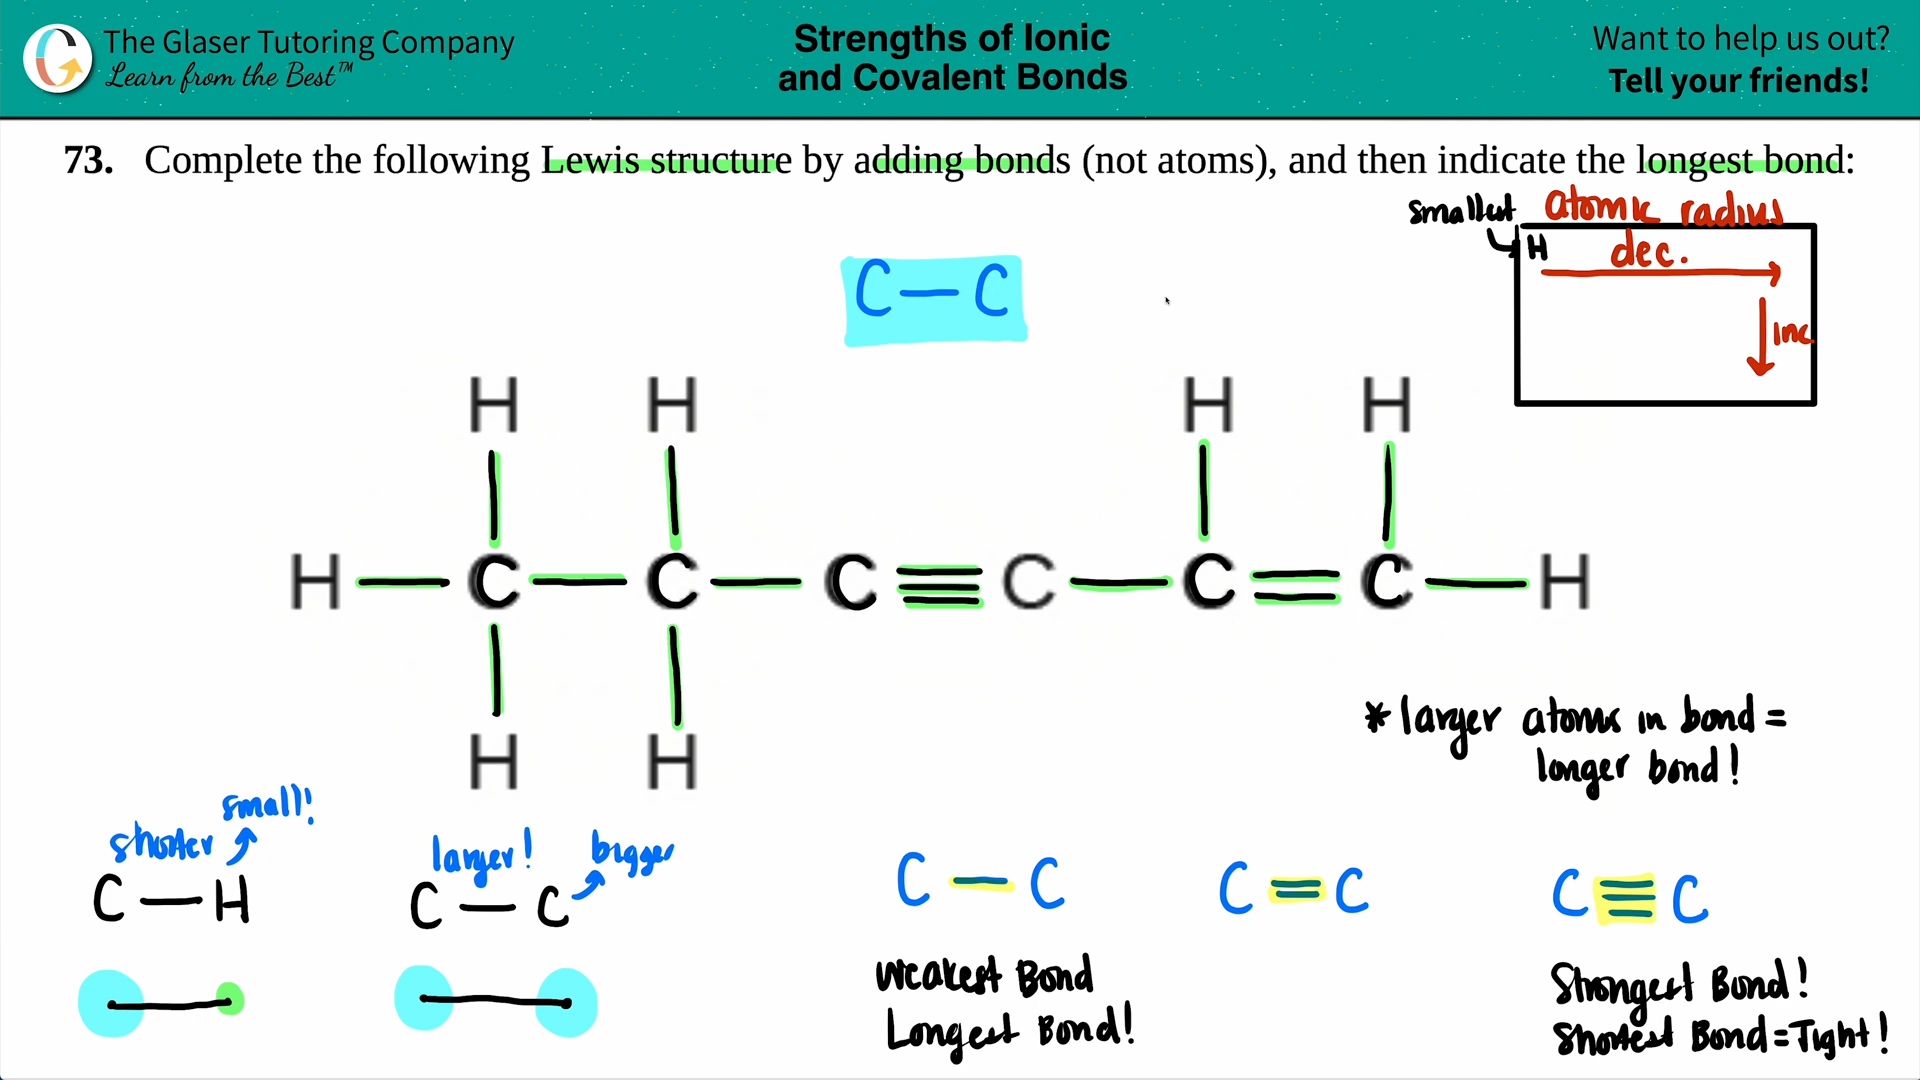 The Glaser Tutoring Company
Learn from the Best™
Strengths of Ionic
and Covalent Bonds
Want to help us out?
Tell your friends!
73. Complete the following Lewis structure by adding bonds (not atoms), and then indicate the longest bond:
smallest
atomic radius
H
dec.
inc
C — C
H H H H
H — C — C — C ≡ C — C = C — H
H H
* larger atoms in bond =
longer bond!
small!
shorter
C — H
larger!
bigger
C — C
C — C
Weakest Bond
Longest Bond!
C = C
C ≡ C
Strongest Bond!
Shortest Bond = Tight!